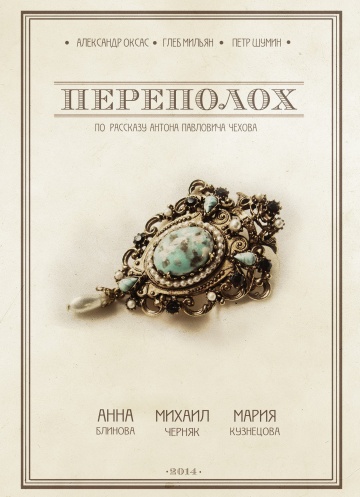 • АЛЕКСАНДР ОКСАС • ГЛЕБ МИЛЬЯН • ПЕТР ШУМИН •
ПЕРЕПОЛОХ
ПО РАССКАЗУ АНТОНА ПАВЛОВИЧА ЧЕХОВА
АННА МИХАИЛ МАРИЯ
БЛИНОВА ЧЕРНЯК КУЗНЕЦОВА
·2014·